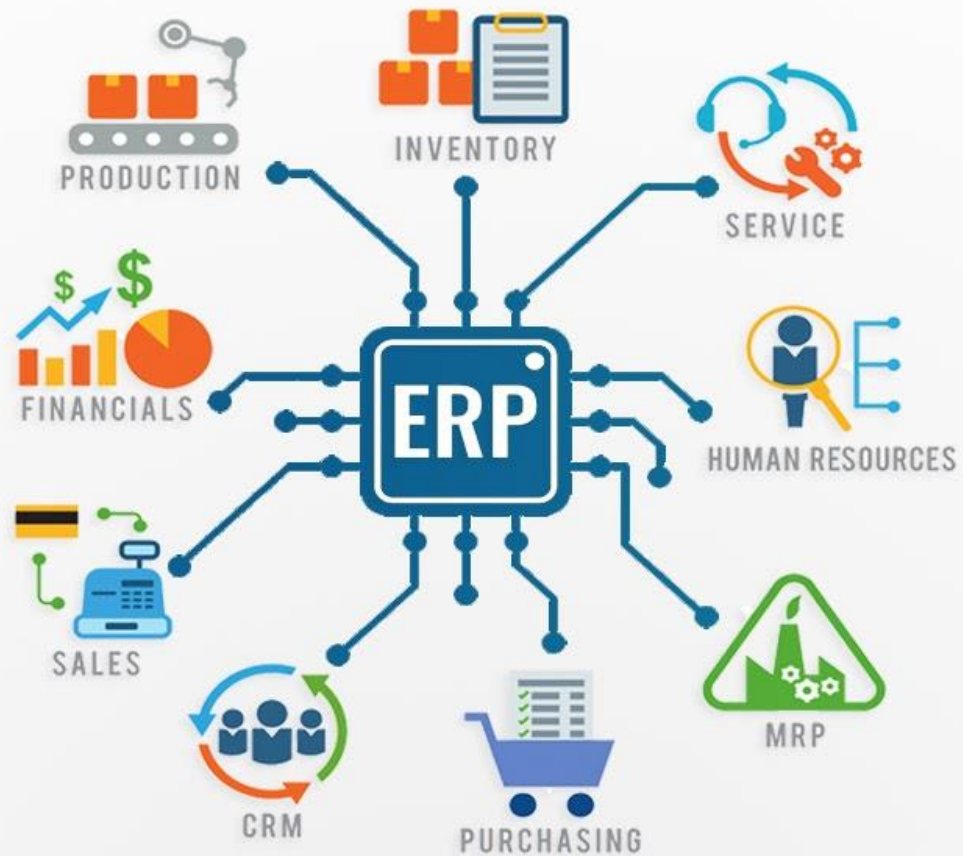 PRODUCTION
INVENTORY
SERVICE
$ $
FINANCIALS
ERP
HUMAN RESOURCES
SALES
MRP
CRM
PURCHASING